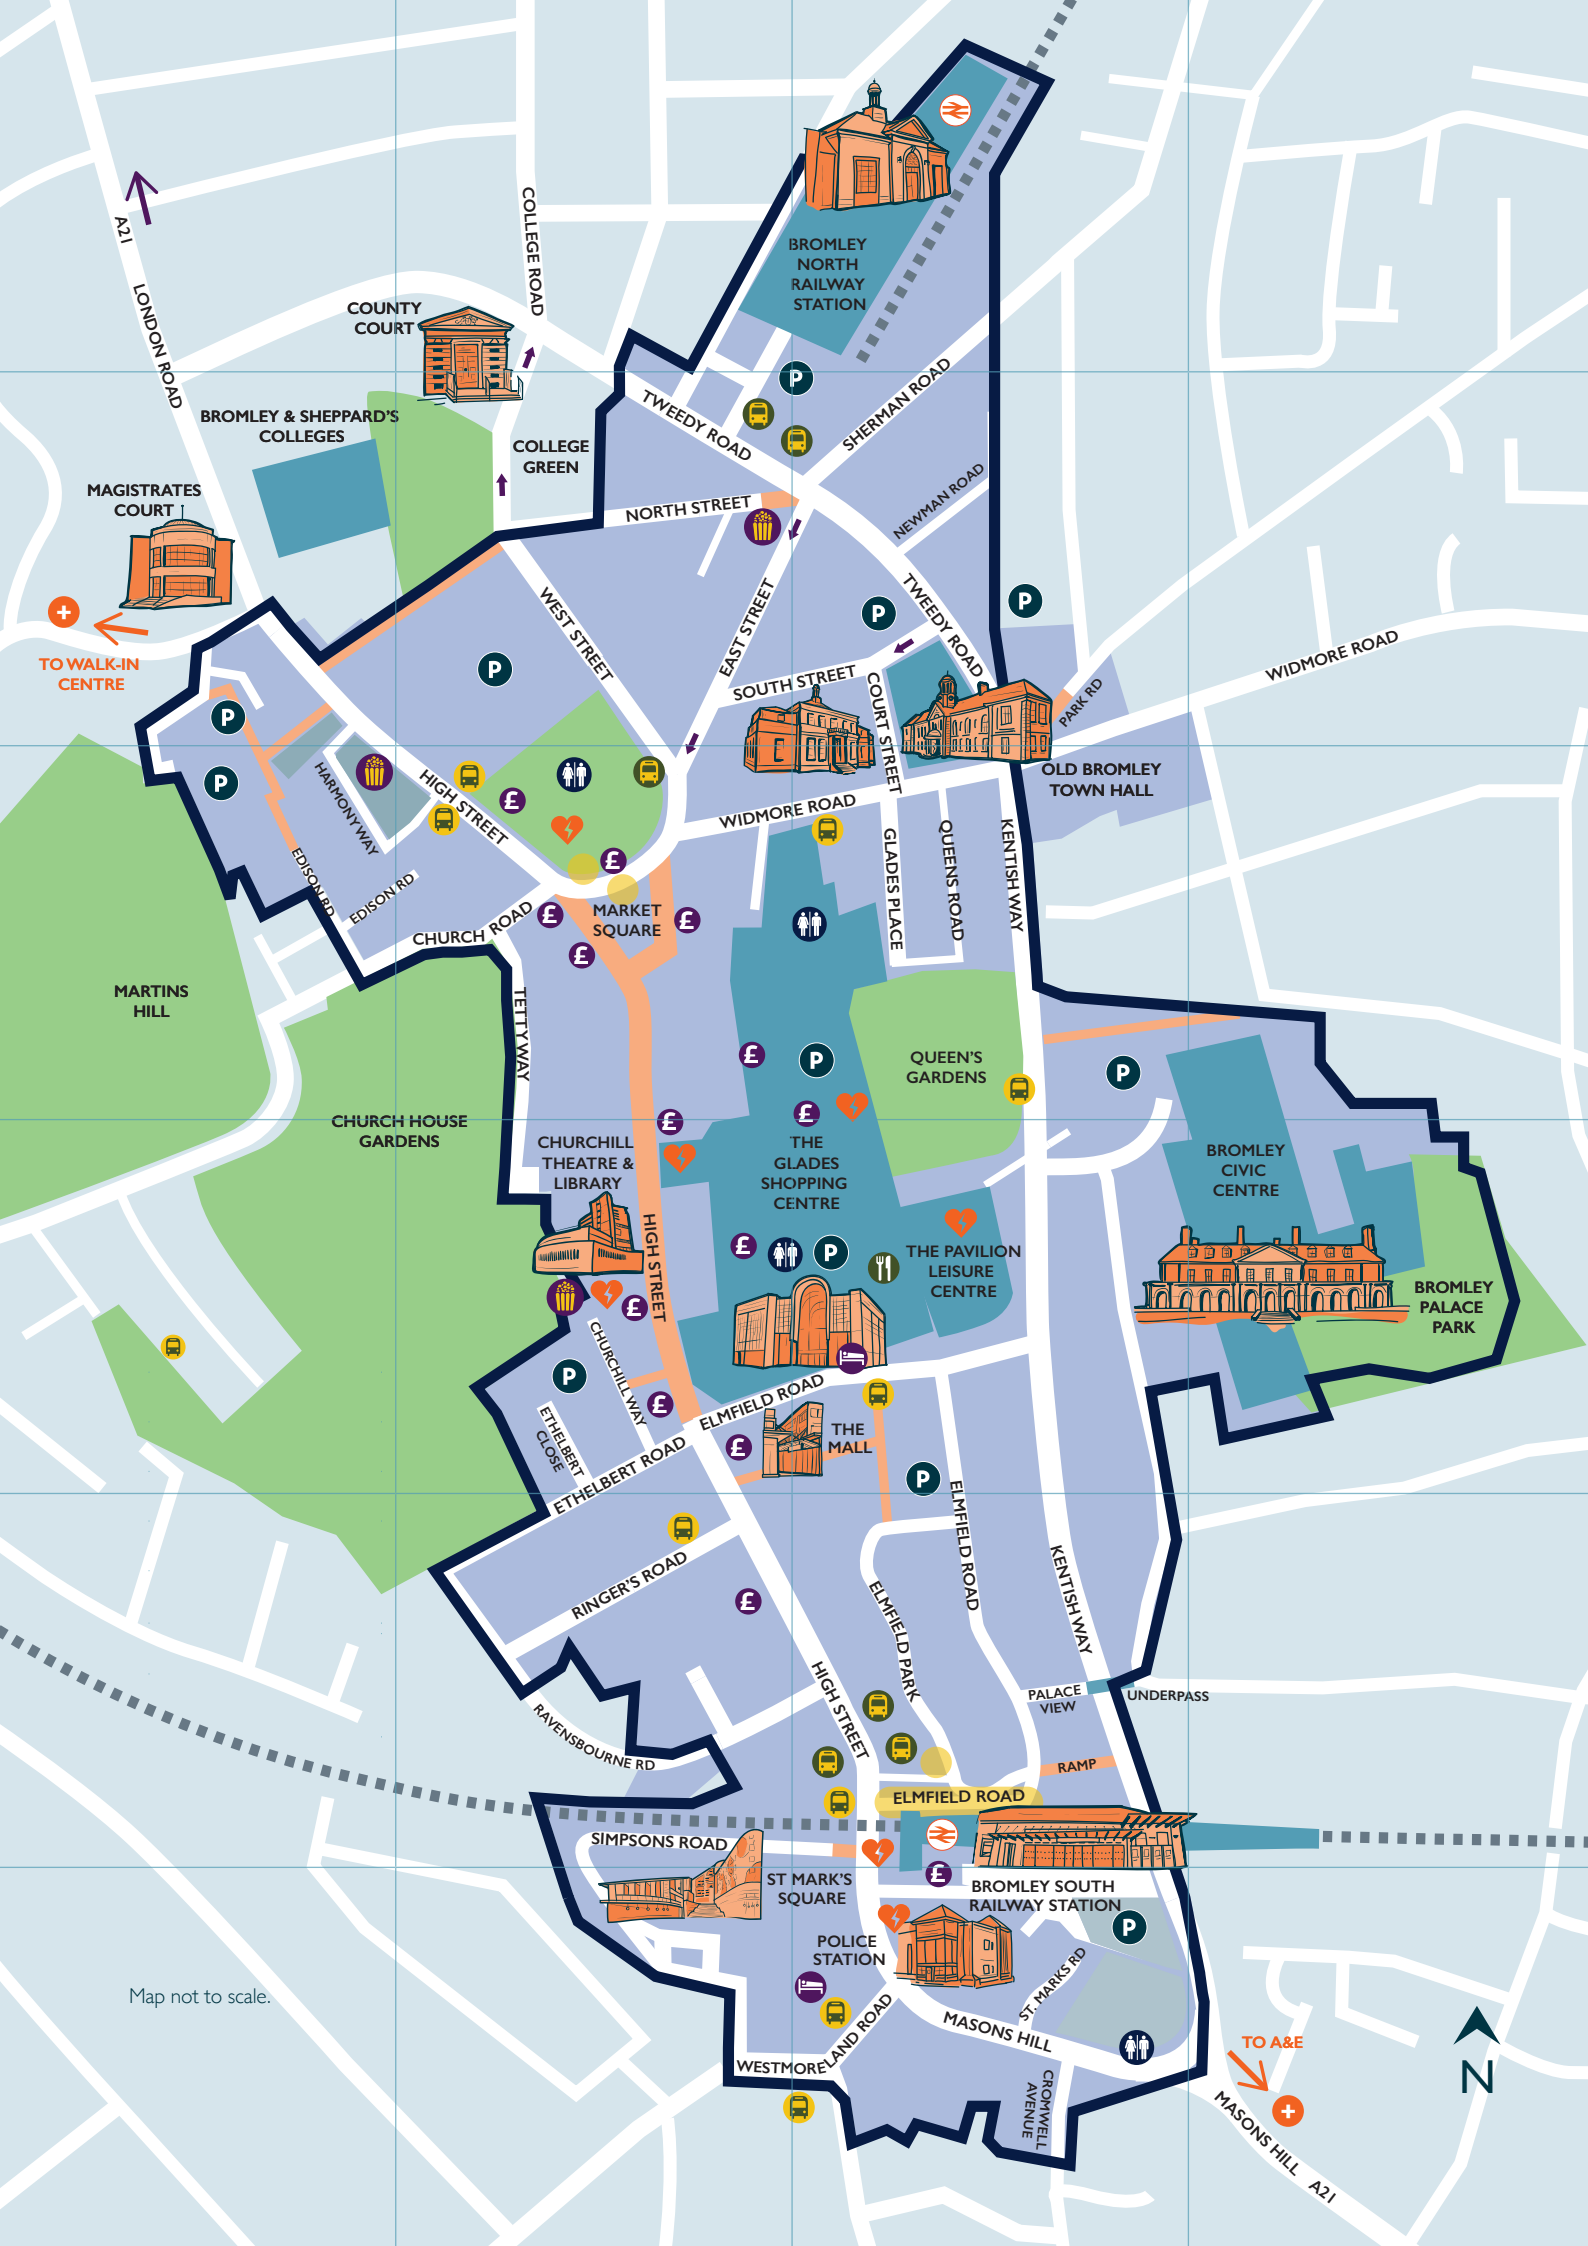 BROMLEY
NORTH
RAILWAY
STATION
A21
LONDON ROAD
COLLEGE ROAD
COUNTY
COURT
BROMLEY & SHEPPARD'S
COLLEGES
COLLEGE
GREEN
MAGISTRATES
COURT
TO WALK-IN
CENTRE
TWEEDY ROAD
SHERMAN ROAD
NEWMAN ROAD
NORTH STREET
WEST STREET
EAST STREET
TWEEDY ROAD
SOUTH STREET
COURT STREET
PARK RD
WIDMORE ROAD
OLD BROMLEY
TOWN HALL
P
P
P
P
P
P
HARMONY WAY
HIGH STREET
EDISON RD
EDISON RD
CHURCH ROAD
WIDMORE ROAD
GLADES PLACE
QUEENS ROAD
KENTISH WAY
MARKET
SQUARE
£
£
£
£
£
MARTINS
HILL
TETTY WAY
CHURCH HOUSE
GARDENS
QUEEN'S
GARDENS
£
P
P
£
£
CHURCHILL
THEATRE &
LIBRARY
THE
GLADES
SHOPPING
CENTRE
BROMLEY
CIVIC
CENTRE
HIGH STREET
£
P
THE PAVILION
LEISURE
CENTRE
BROMLEY
PALACE
PARK
£
CHURCHILL WAY
P
£
ETHELBERT
CLOSE
ETHELBERT ROAD
ELMFIELD ROAD
£
THE
MALL
P
ELMFIELD ROAD
KENTISH WAY
RINGER'S ROAD
£
ELMFIELD PARK
HIGH STREET
PALACE
VIEW
UNDERPASS
RAVENSBOURNE RD
RAMP
ELMFIELD ROAD
SIMPSONS ROAD
ST MARK'S
SQUARE
£
BROMLEY SOUTH
RAILWAY STATION
P
POLICE
STATION
ST. MARKS RD
MASONS HILL
WESTMORELAND ROAD
CROMWELL
AVENUE
Map not to scale.
TO A&E
MASONS HILL
A21
N